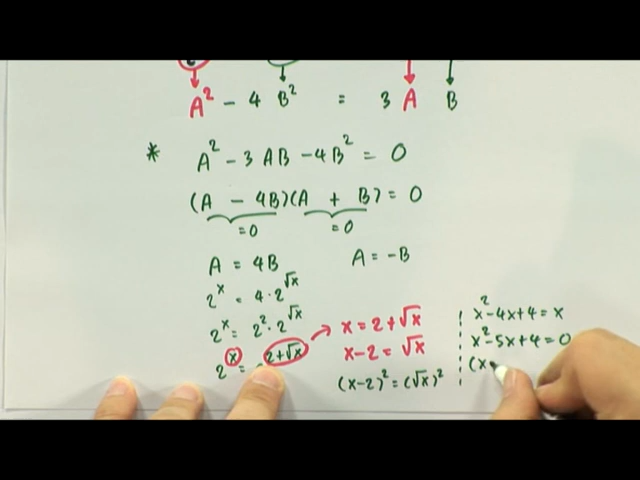 A² - 4 B² = 3 A B
* A² - 3 AB - 4B² = 0
(A - 4B)(A + B) = 0
=0 =0
A = 4B
A = -B
2^x = 4·2^√x
2^x = 2²·2^√x
2^x = 2+√x
x = 2+√x
x-2 = √x
(x-2)² = (√x)²
x²-4x+4 = x
x²-5x+4 = 0
(x